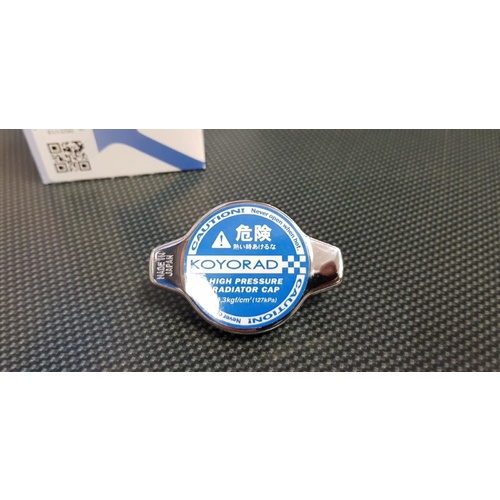 CAUTION! Never open when hot.
危険
熱い時あけるな
KOYORAD
HIGH PRESSURE
RADIATOR CAP
.3kgf/cm² (127kPa)
CAUTION!
Never
MADE IN
JAPAN